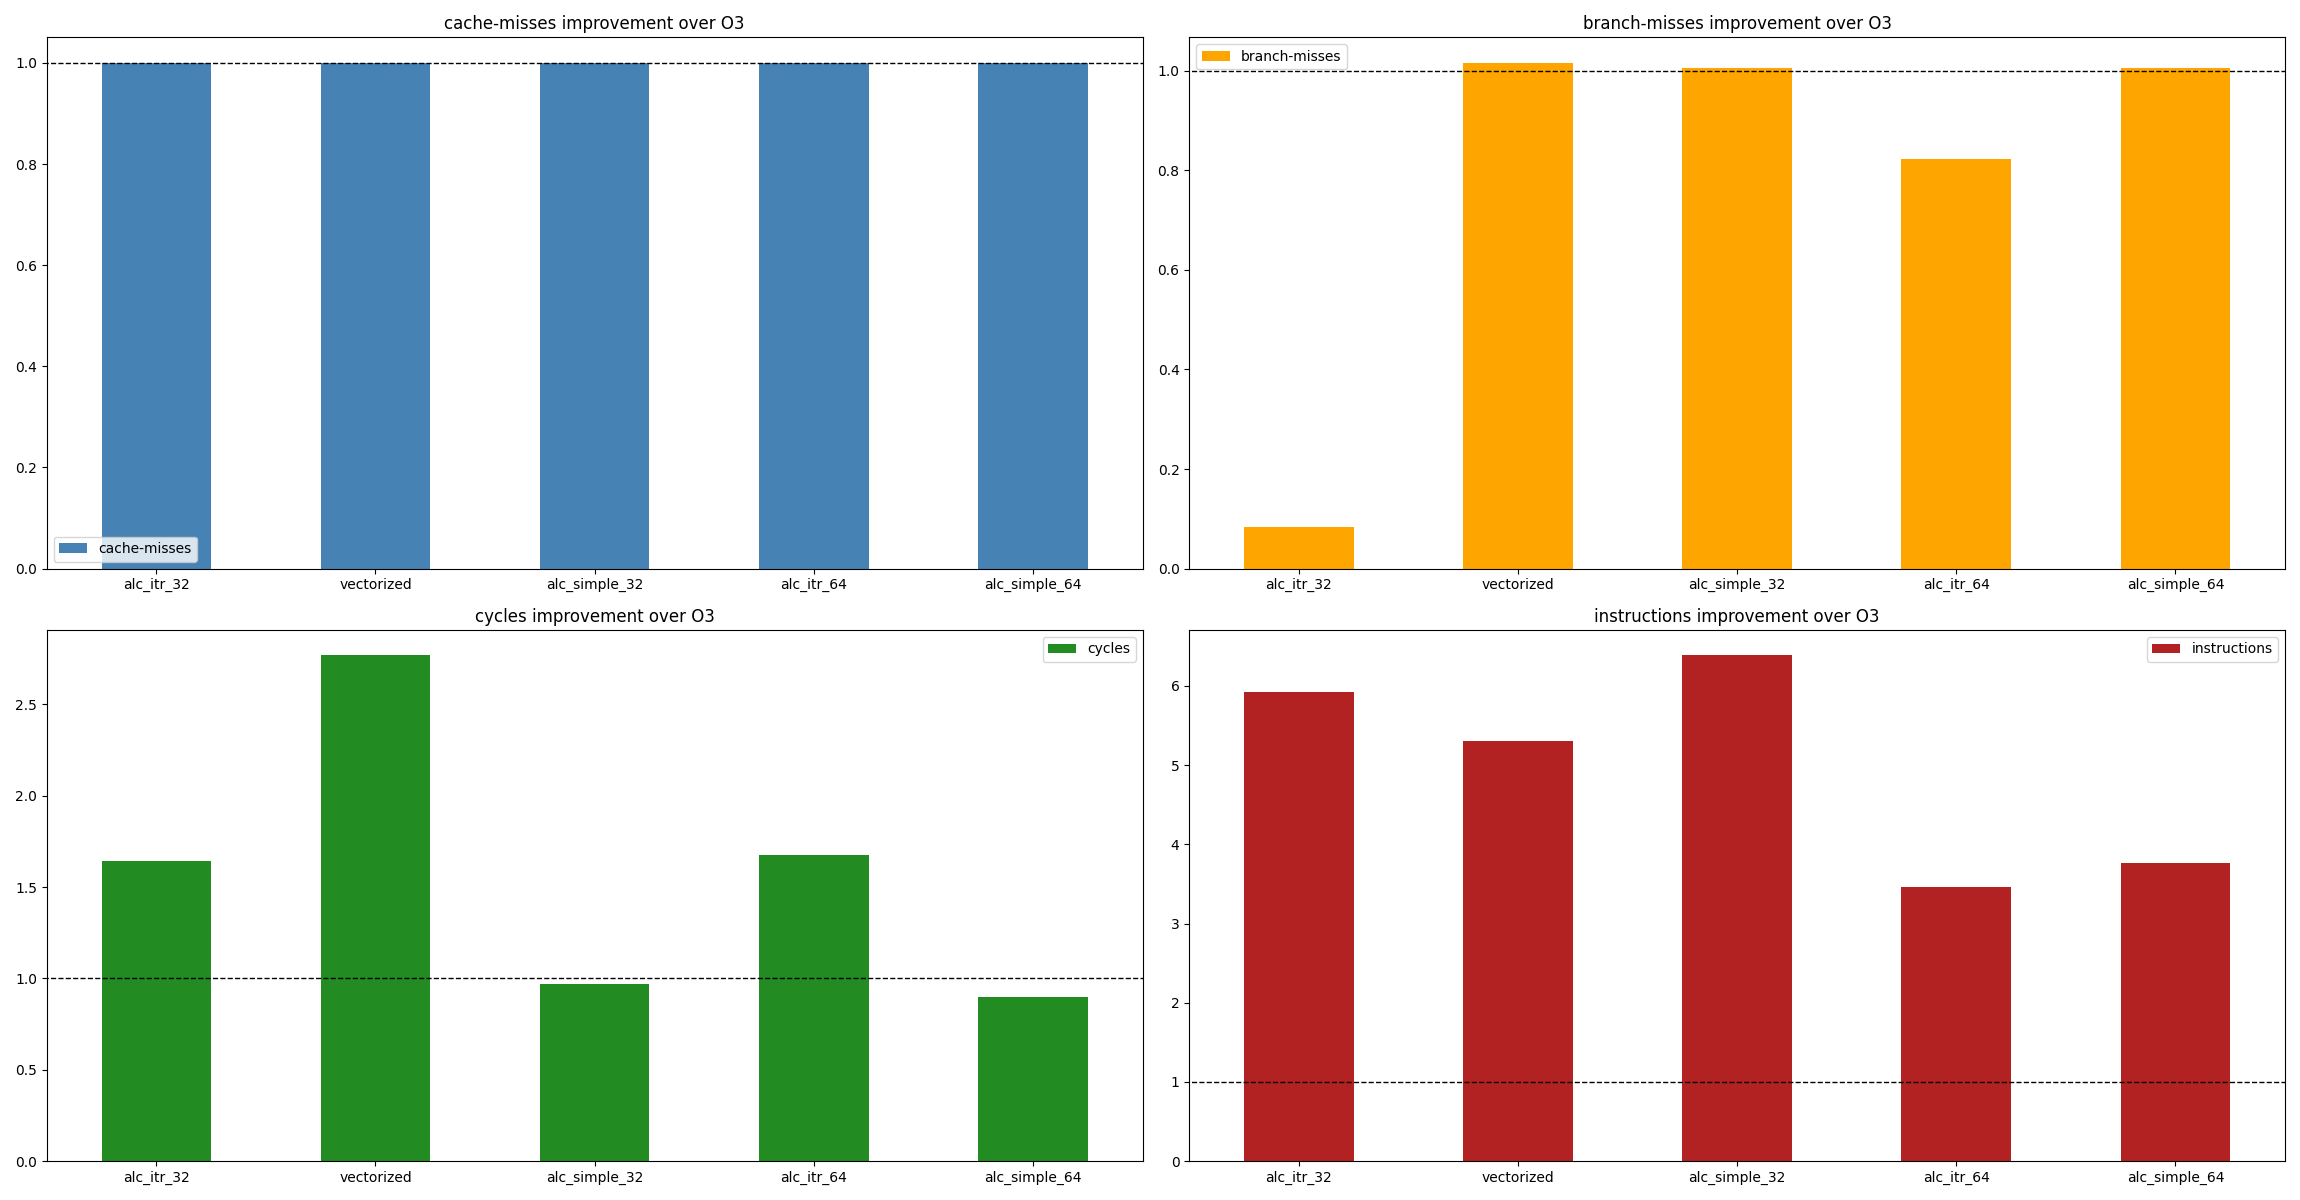 cache-misses improvement over O3
1.0
0.8
0.6
0.4
0.2
0.0
cache-misses
alc_itr_32 vectorized alc_simple_32 alc_itr_64 alc_simple_64
branch-misses improvement over O3
branch-misses
1.0
0.8
0.6
0.4
0.2
0.0
alc_itr_32 vectorized alc_simple_32 alc_itr_64 alc_simple_64
cycles improvement over O3
cycles
2.5
2.0
1.5
1.0
0.5
0.0
alc_itr_32 vectorized alc_simple_32 alc_itr_64 alc_simple_64
instructions improvement over O3
instructions
6
5
4
3
2
1
0
alc_itr_32 vectorized alc_simple_32 alc_itr_64 alc_simple_64